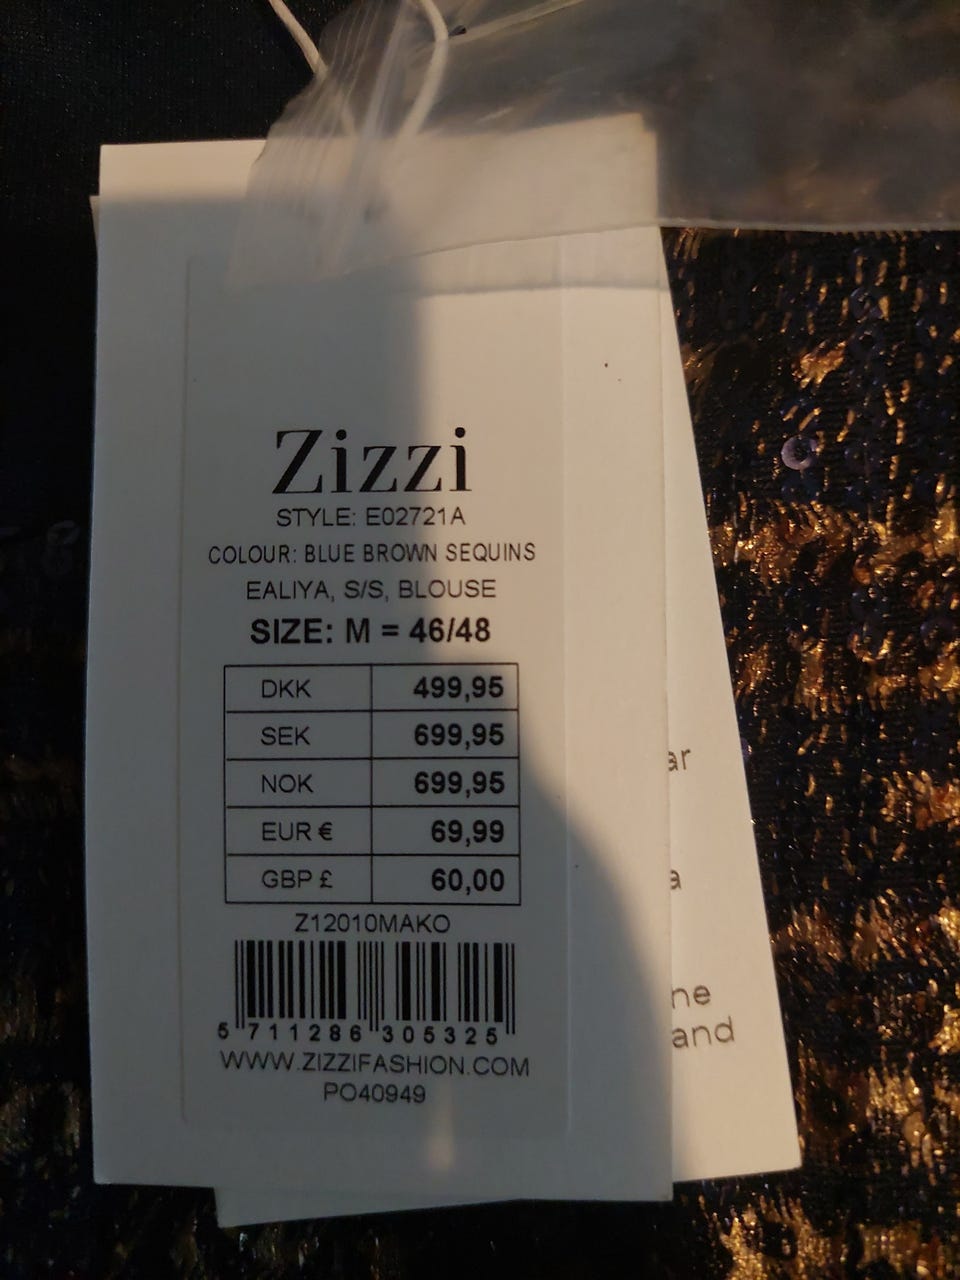 Zizzi
STYLE: E02721A
COLOUR: BLUE BROWN SEQUINS
EALIYA, S/S, BLOUSE
SIZE: M = 46/48
DKK 499,95
SEK 699,95
NOK 699,95
EUR € 69,99
GBP £ 60,00
Z12010MAKO
5 711286 305325
WWW.ZIZZIFASHION.COM
PO40949
ar
a
ne
and